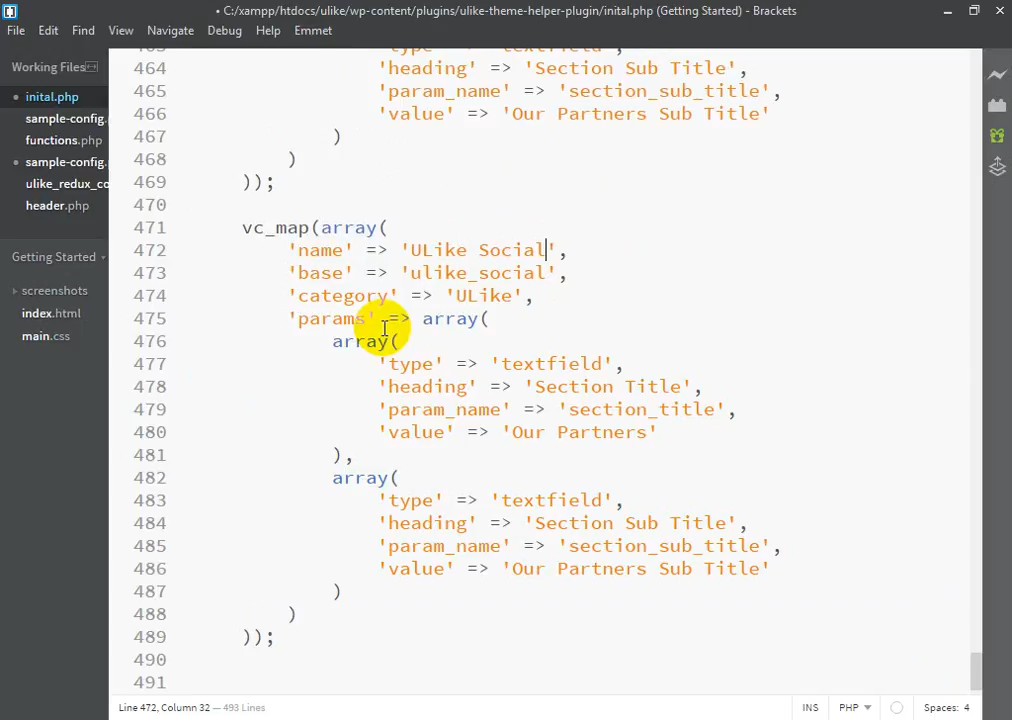 • C:/xampp/htdocs/ulike/wp-content/plugins/ulike-theme-helper-plugin/inital.php (Getting Started) - Brackets
File Edit Find View Navigate Debug Help Emmet
Working Files
inital.php
sample-config.
functions.php
sample-config.
ulike_redux_co
header.php
Getting Started
screenshots
index.html
main.css
463 'type' => 'textfield',
464 'heading' => 'Section Sub Title',
465 'param_name' => 'section_sub_title',
466 'value' => 'Our Partners Sub Title'
467 )
468 )
469 ));
470
471 vc_map(array(
472 'name' => 'ULike Social',
473 'base' => 'ulike_social',
474 'category' => 'ULike',
475 'params' => array(
476 array(
477 'type' => 'textfield',
478 'heading' => 'Section Title',
479 'param_name' => 'section_title',
480 'value' => 'Our Partners'
481 ),
482 array(
483 'type' => 'textfield',
484 'heading' => 'Section Sub Title',
485 'param_name' => 'section_sub_title',
486 'value' => 'Our Partners Sub Title'
487 )
488 )
489 ));
490
491
Line 472, Column 32 — 493 Lines INS PHP Spaces: 4